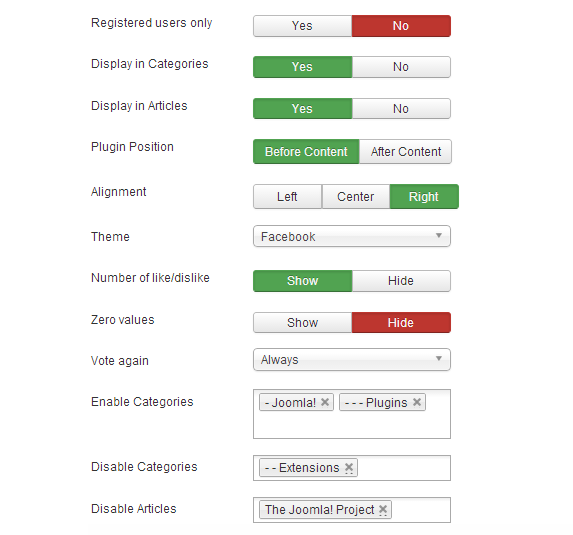 Registered users only Yes No
Display in Categories Yes No
Display in Articles Yes No
Plugin Position Before Content After Content
Alignment Left Center Right
Theme Facebook
Number of like/dislike Show Hide
Zero values Show Hide
Vote again Always
Enable Categories - Joomla! - - - Plugins
Disable Categories - - Extensions
Disable Articles The Joomla! Project